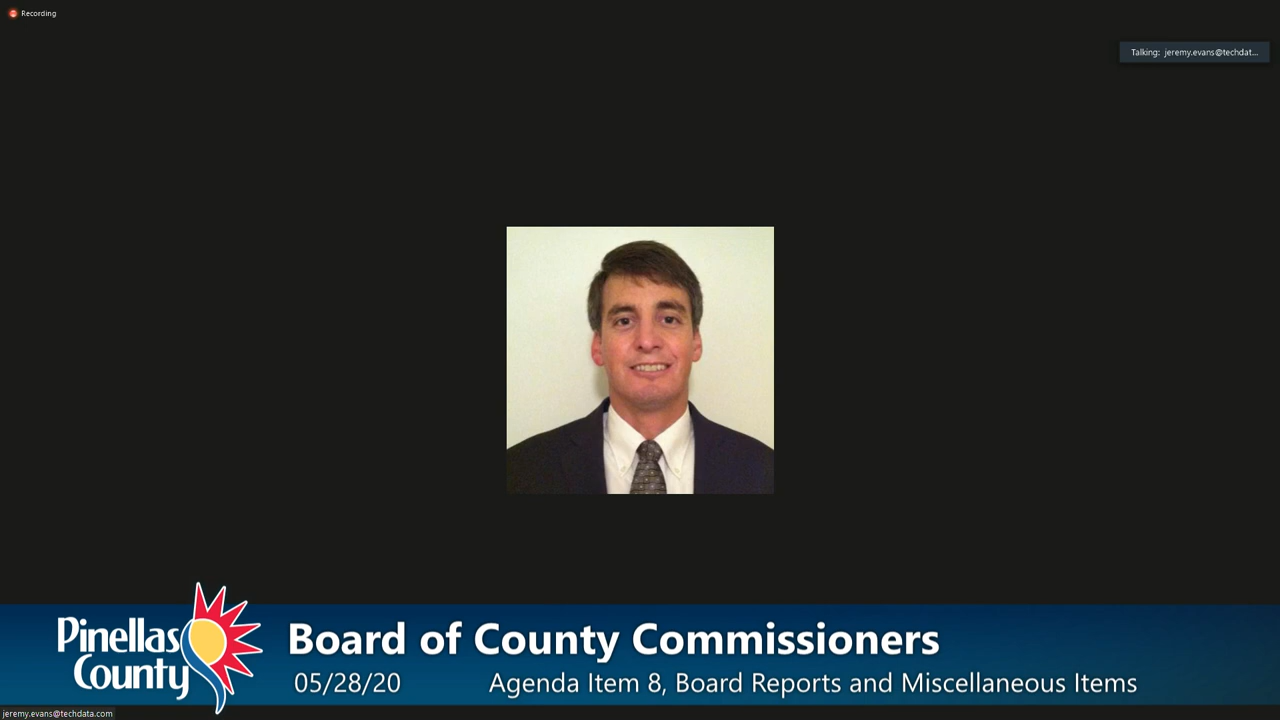 Recording
Talking: jeremy.evans@techdat...
Pinellas
County
Board of County Commissioners
05/28/20
Agenda Item 8, Board Reports and Miscellaneous Items
jeremy.evans@techdata.com